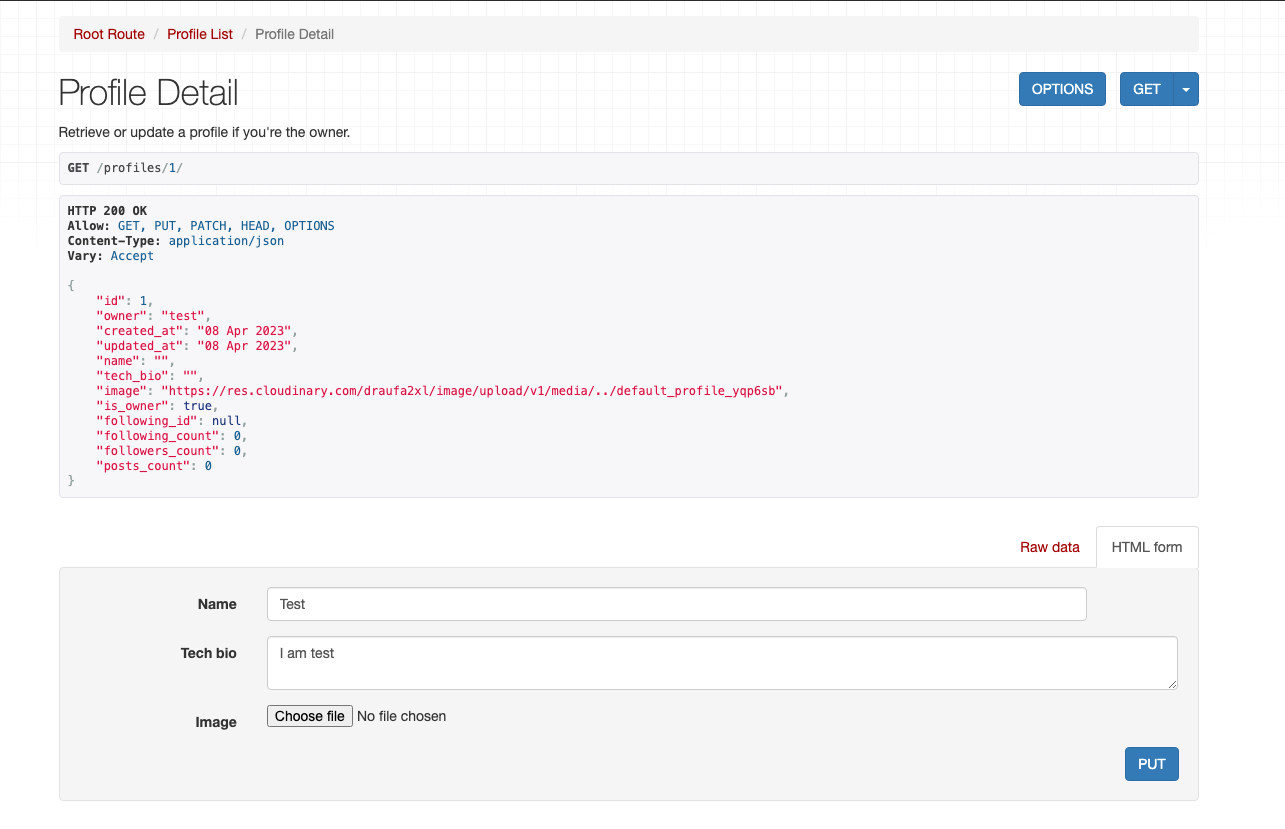 Root Route / Profile List / Profile Detail
Profile Detail
OPTIONS
GET
Retrieve or update a profile if you're the owner.
GET /profiles/1/
HTTP 200 OK
Allow: GET, PUT, PATCH, HEAD, OPTIONS
Content-Type: application/json
Vary: Accept
{
    "id": 1,
    "owner": "test",
    "created_at": "08 Apr 2023",
    "updated_at": "08 Apr 2023",
    "name": "",
    "tech_bio": "",
    "image": "https://res.cloudinary.com/draufa2xl/image/upload/v1/media/../default_profile_yqp6sb",
    "is_owner": true,
    "following_id": null,
    "following_count": 0,
    "followers_count": 0,
    "posts_count": 0
}
Raw data
HTML form
Name
Test
Tech bio
I am test
Image
Choose file No file chosen
PUT